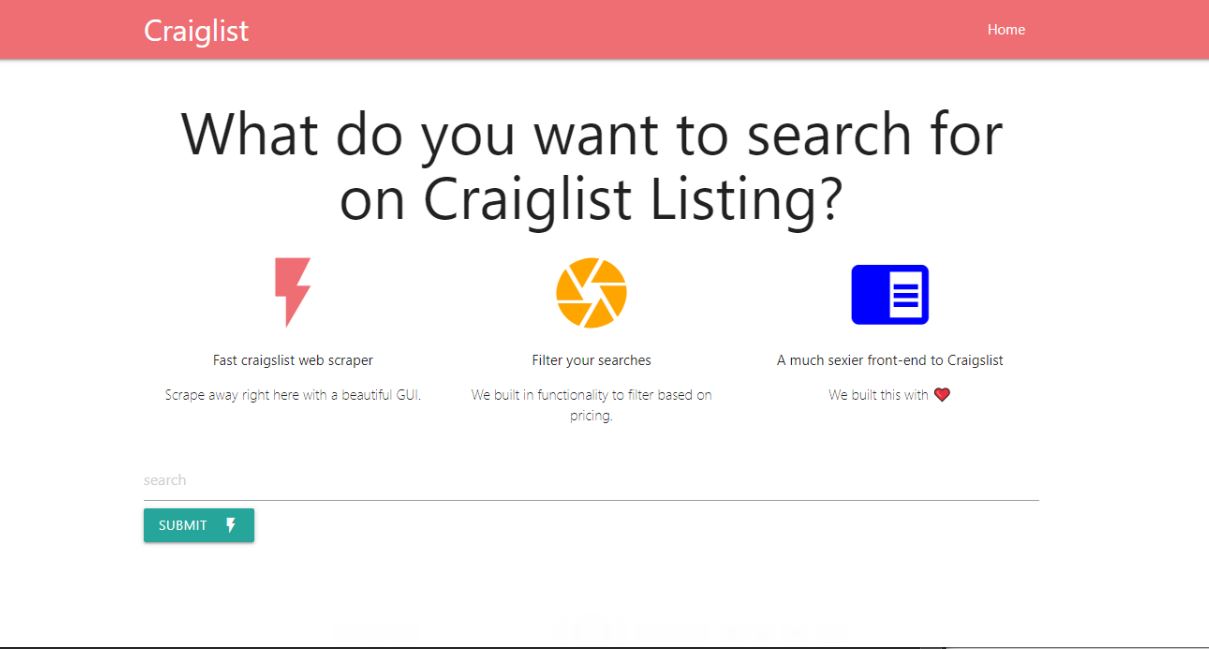 Craiglist
Home
What do you want to search for
on Craiglist Listing?
Fast craigslist web scraper
Scrape away right here with a beautiful GUI.
Filter your searches
We built in functionality to filter based on
pricing.
A much sexier front-end to Craigslist
We built this with ❤️
search
SUBMIT